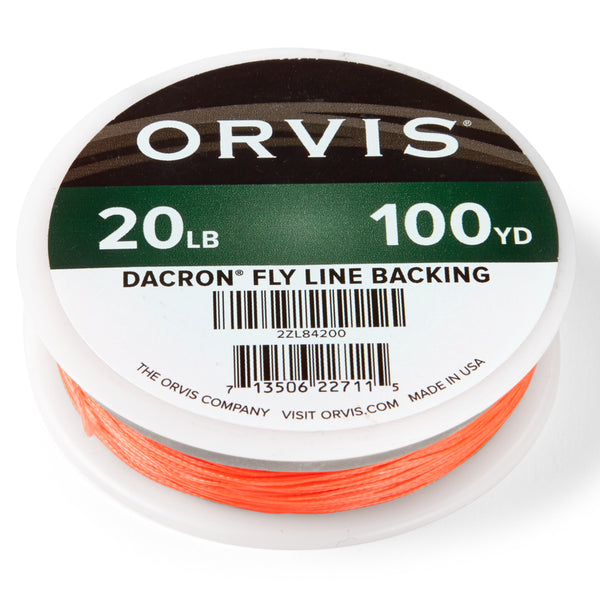 ORVIS®
20LB 100YD
DACRON® FLY LINE BACKING
2ZL84200
7 13506 22711 5
THE ORVIS COMPANY VISIT ORVIS.COM MADE IN USA